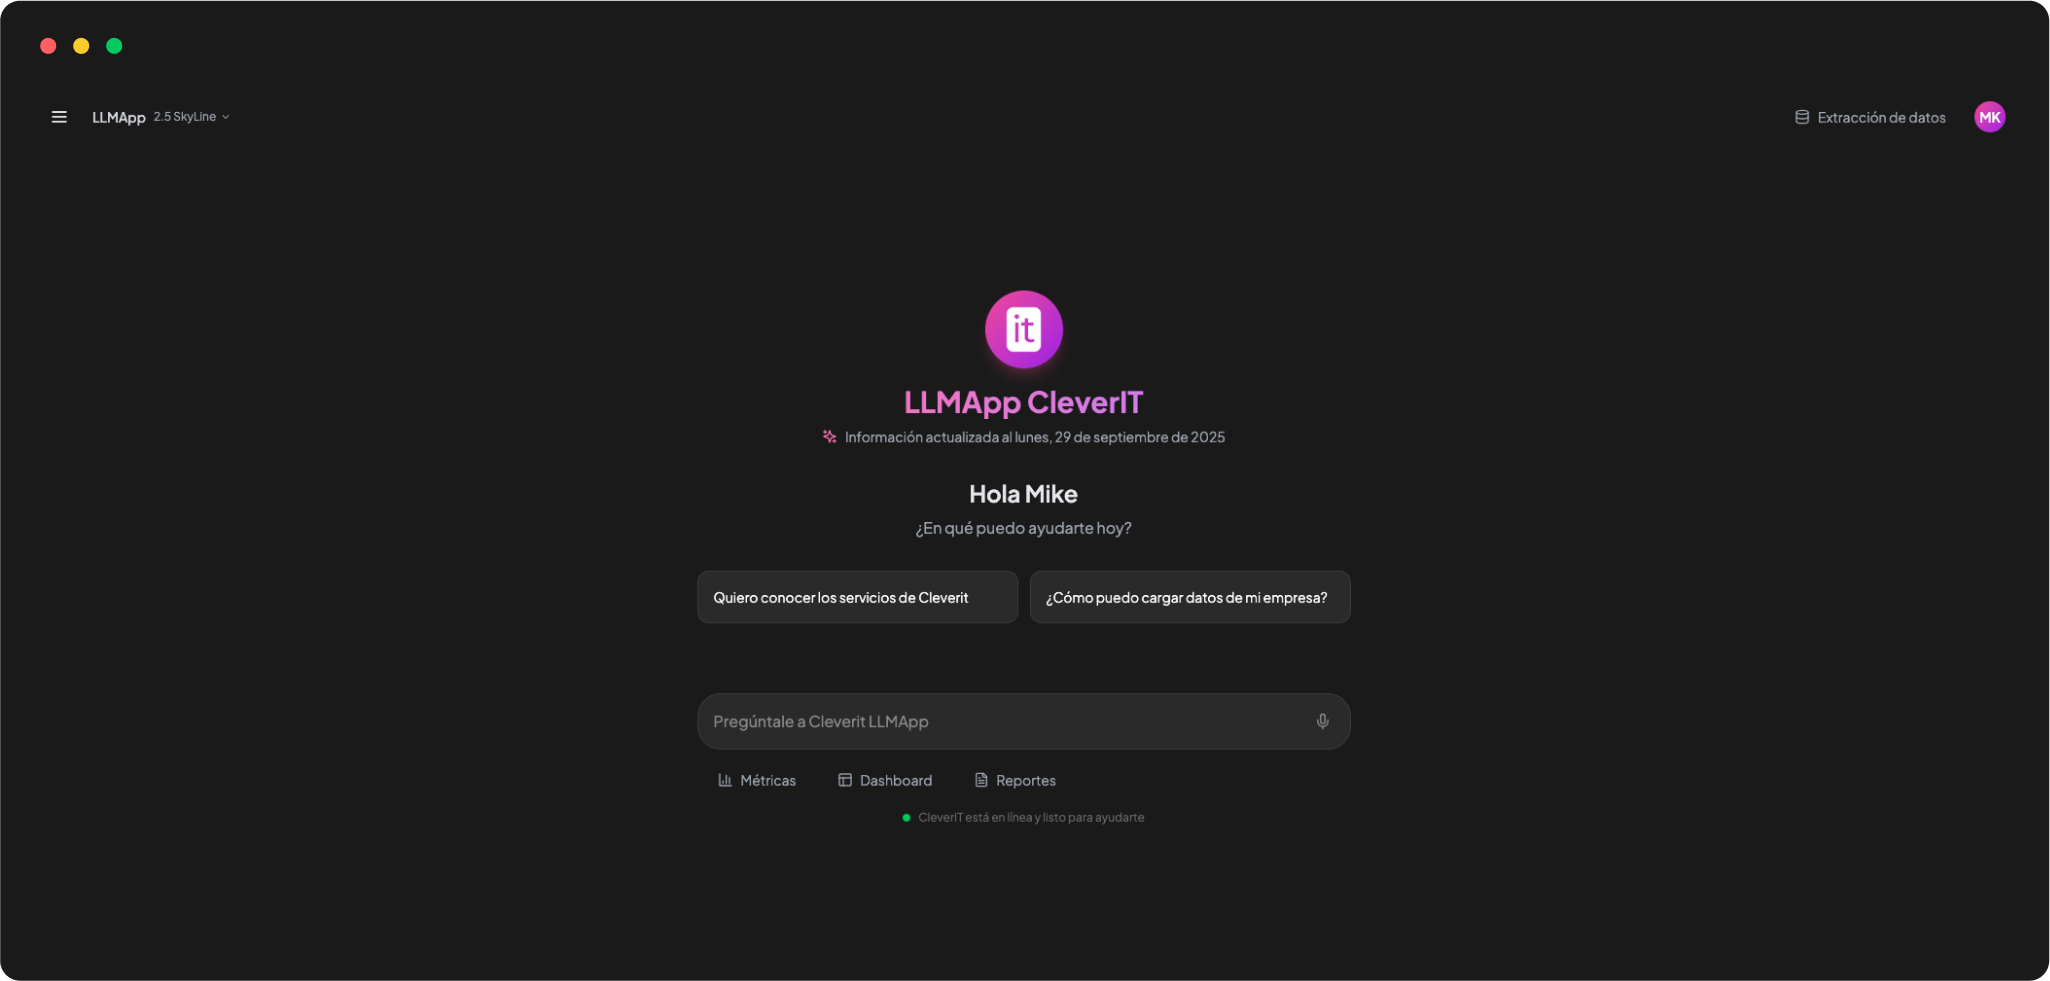 LLMApp 2.5 SkyLine
Extracción de datos
MK
it
LLMApp CleverIT
Información actualizada al lunes, 29 de septiembre de 2025
Hola Mike
¿En qué puedo ayudarte hoy?
Quiero conocer los servicios de Cleverit
¿Cómo puedo cargar datos de mi empresa?
Pregúntale a Cleverit LLMApp
Métricas
Dashboard
Reportes
CleverIT está en línea y listo para ayudarte